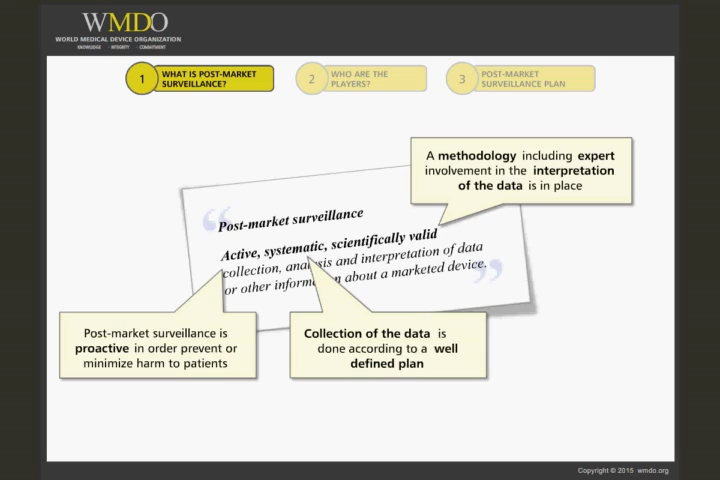 WMDO
WORLD MEDICAL DEVICE ORGANIZATION
KNOWLEDGE · INTEGRITY · COMMITMENT
1 WHAT IS POST-MARKET
SURVEILLANCE?
2 WHO ARE THE
PLAYERS?
3 POST-MARKET
SURVEILLANCE PLAN
A methodology including expert
involvement in the interpretation
of the data is in place
“
Post-market surveillance
Active, systematic, scientifically valid
collection, and interpretation of data
or other about a marketed device.
”
Post-market surveillance is
proactive in order prevent or
minimize harm to patients
Collection of the data is
done according to a well
defined plan
Copyright © 2015 wmdo.org